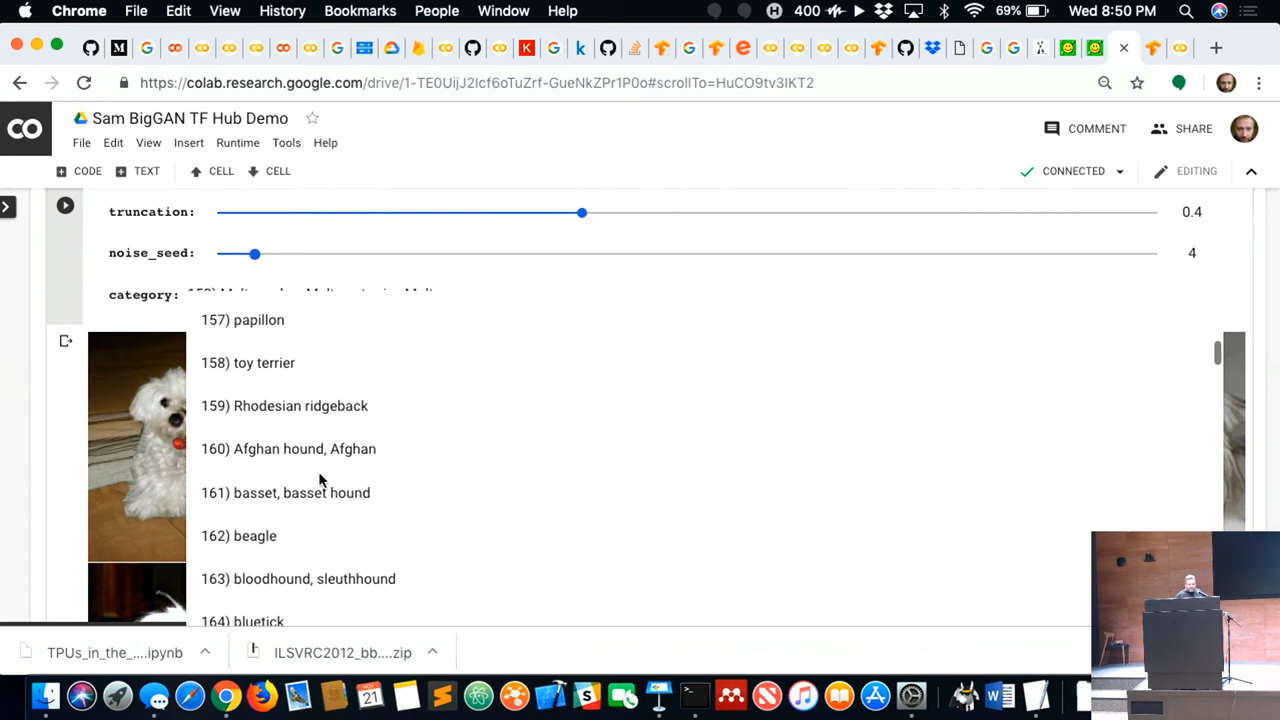 Chrome File Edit View History Bookmarks People Window Help 400 69% Wed 8:50 PM
https://colab.research.google.com/drive/1-TE0UijJ2Icf6oTuZrf-GueNkZPr1P0o#scrollTo=HuCO9tv3IKT2
CO Sam BigGAN TF Hub Demo COMMENT SHARE
File Edit View Insert Runtime Tools Help
CODE TEXT CELL CELL CONNECTED EDITING
truncation: 0.4
noise_seed: 4
category:
157) papillon
158) toy terrier
159) Rhodesian ridgeback
160) Afghan hound, Afghan
161) basset, basset hound
162) beagle
163) bloodhound, sleuthhound
164) bluetick
TPUs_in_the_....ipynb ILSVRC2012_bb....zip